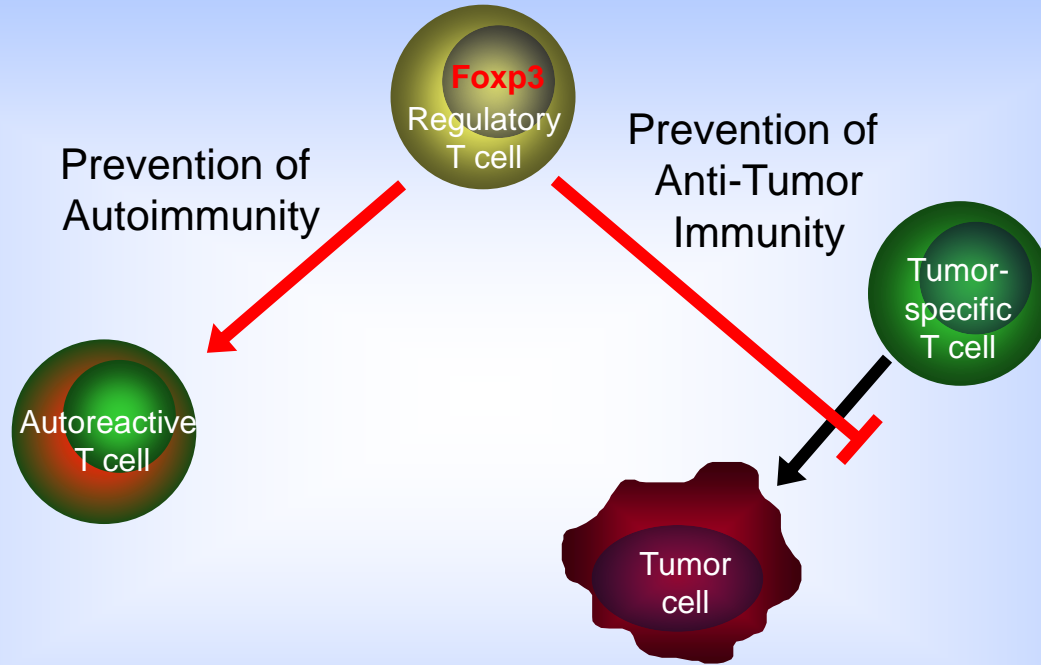 Foxp3
Regulatory
T cell
Prevention of
Autoimmunity
Prevention of
Anti-Tumor
Immunity
Tumor-
specific
T cell
Autoreactive
T cell
Tumor
cell